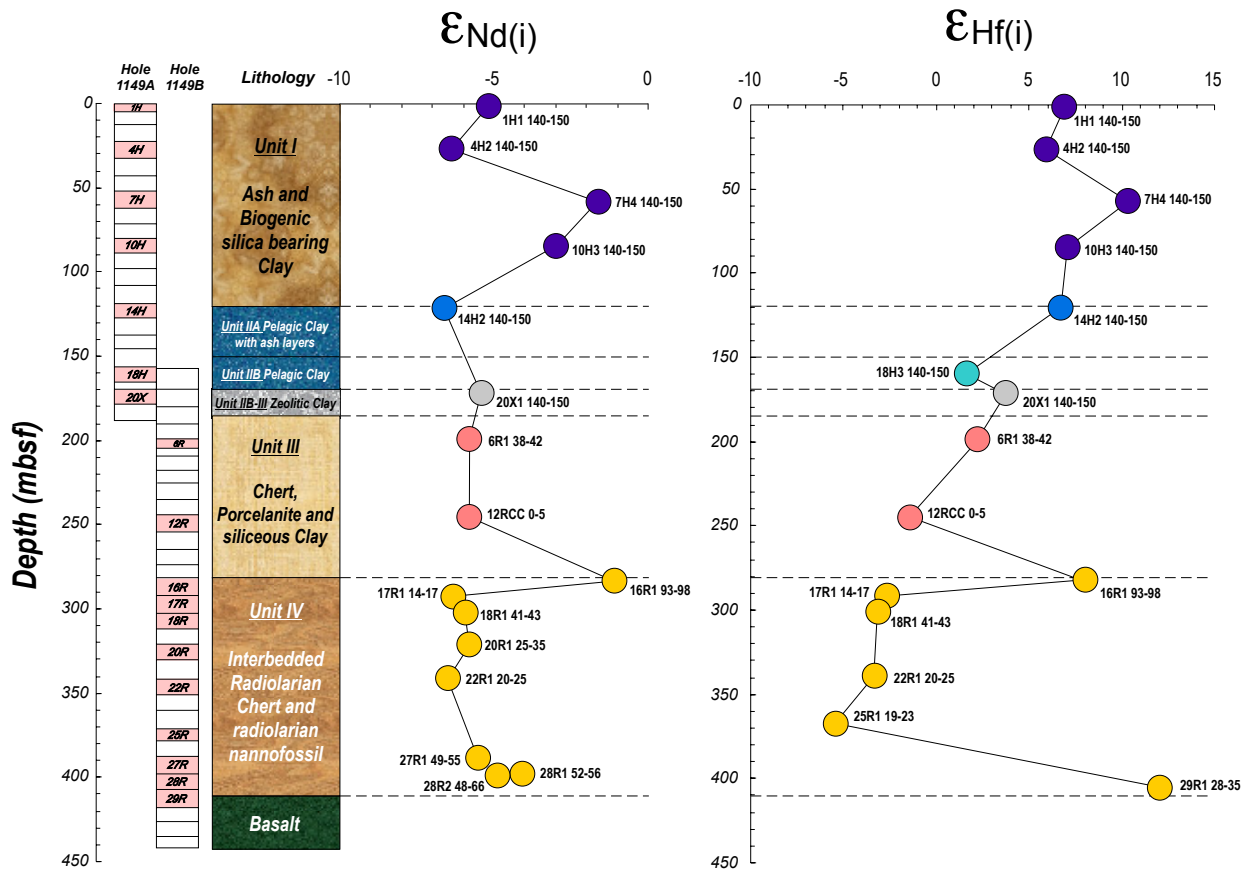 εNd(i)
εHf(i)
Hole
1149A
Hole
1149B
Lithology
-10
-5
0
-10
-5
0
5
10
15
Depth (mbsf)
0
50
100
150
200
250
300
350
400
450
1H
4H
7H
10H
14H
18H
20X
6R
12R
16R
17R
18R
20R
22R
25R
27R
28R
29R
Unit I
Ash and
Biogenic
silica bearing
Clay
Unit IIA Pelagic Clay
with ash layers
Unit IIB Pelagic Clay
Unit IIB-III Zeolitic Clay
Unit III
Chert,
Porcelanite and
siliceous Clay
Unit IV
Interbedded
Radiolarian
Chert and
radiolarian
nannofossil
Basalt
1H1 140-150
4H2 140-150
7H4 140-150
10H3 140-150
14H2 140-150
20X1 140-150
6R1 38-42
12RCC 0-5
16R1 93-98
17R1 14-17
18R1 41-43
20R1 25-35
22R1 20-25
27R1 49-55
28R1 52-56
28R2 48-66
0
50
100
150
200
250
300
350
400
450
1H1 140-150
4H2 140-150
7H4 140-150
10H3 140-150
14H2 140-150
18H3 140-150
20X1 140-150
6R1 38-42
12RCC 0-5
16R1 93-98
17R1 14-17
18R1 41-43
22R1 20-25
25R1 19-23
29R1 28-35